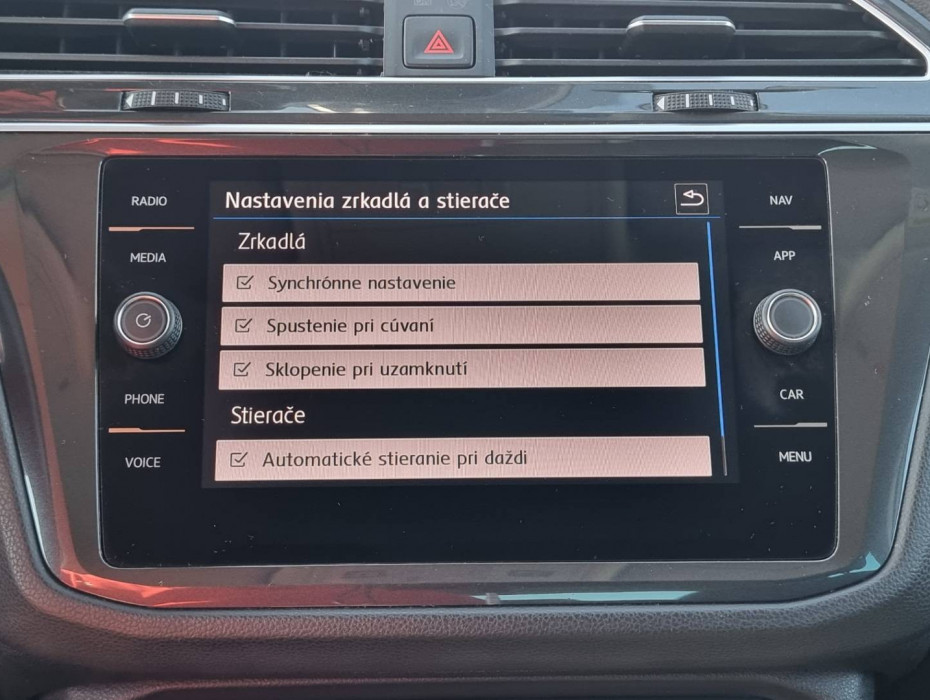 RADIO
MEDIA
PHONE
VOICE
Nastavenia zrkadlá a stierače
Zrkadlá
Synchrónne nastavenie
Spustenie pri cúvaní
Sklopenie pri uzamknutí
Stierače
Automatické stieranie pri daždi
NAV
APP
CAR
MENU